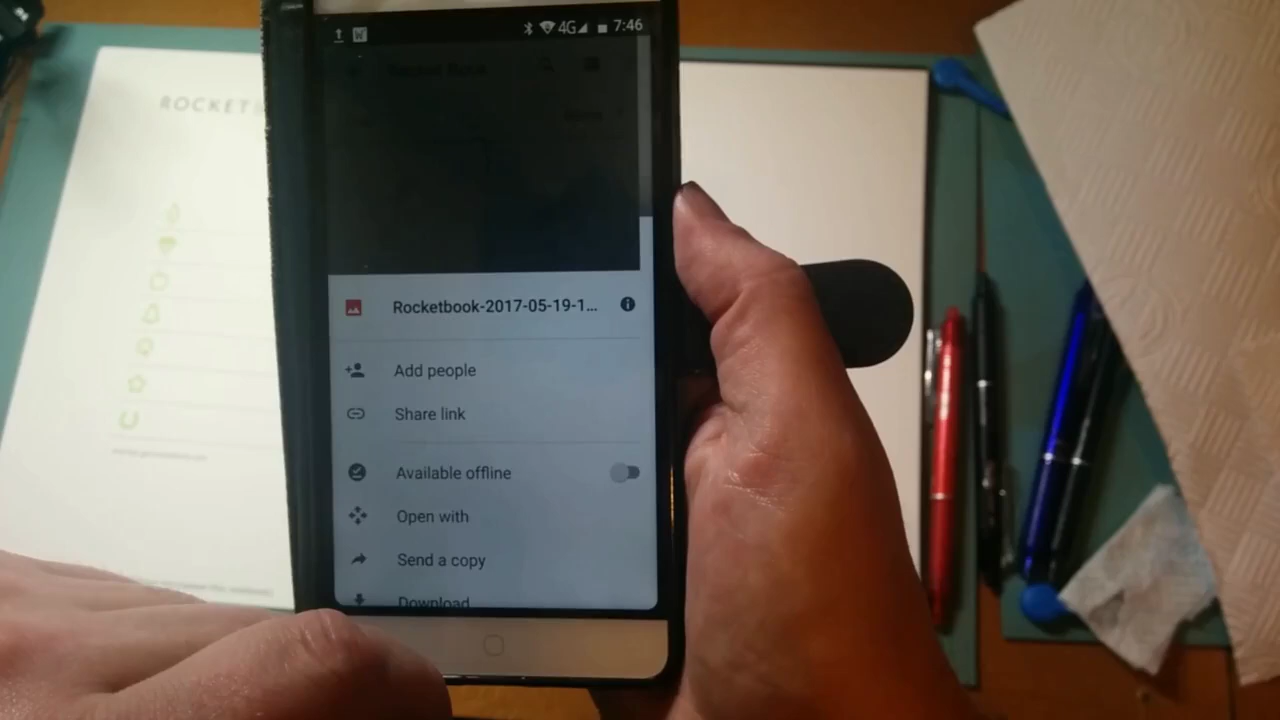 4G 7:46
ROCKETB
Rocketbook-2017-05-19-1...
Add people
Share link
Available offline
Open with
Send a copy
Download